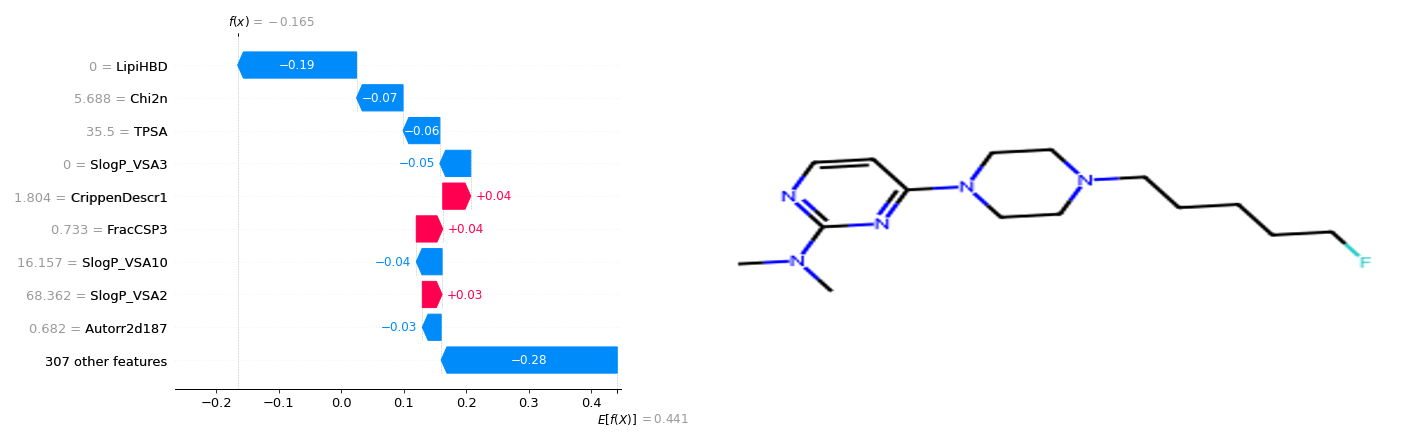 f(x) = −0.165
0 = LipiHBD
−0.19
5.688 = Chi2n
−0.07
35.5 = TPSA
−0.06
0 = SlogP_VSA3
−0.05
1.804 = CrippenDescr1
+0.04
0.733 = FracCSP3
+0.04
16.157 = SlogP_VSA10
−0.04
68.362 = SlogP_VSA2
+0.03
0.682 = Autorr2d187
−0.03
307 other features
−0.28
−0.2 −0.1 0.0 0.1 0.2 0.3 0.4
E[f(X)] = 0.441
N
N
N
N
N
F